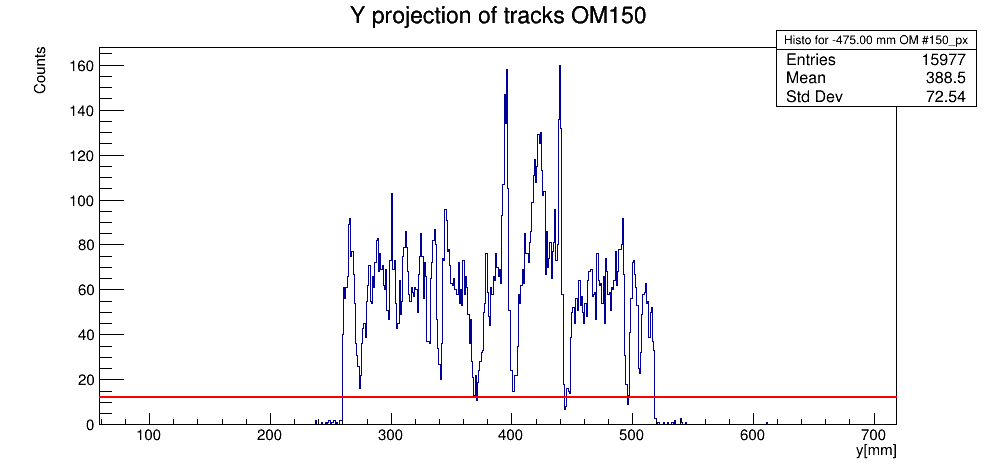 Y projection of tracks OM150
Histo for -475.00 mm OM #150_px
Entries 15977
Mean 388.5
Std Dev 72.54
Counts
160
140
120
100
80
60
40
20
0
100 200 300 400 500 600 700
y[mm]